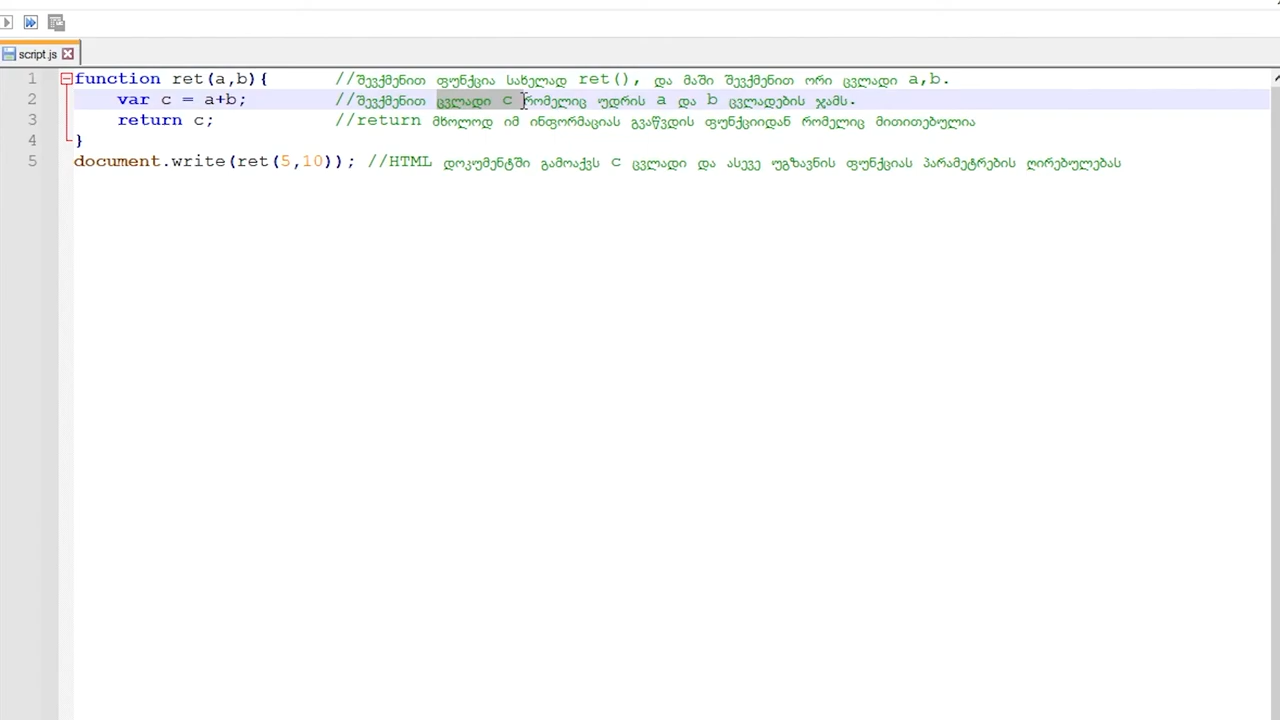 script.js
1 function ret(a,b){ //შევქმენით ფუნქცია სახელად ret(), და მაში შევქმენით ორი ცვლადი a,b.
2 var c = a+b; //შევქმენით ცვლადი c რომელიც უდრის a და b ცვლადების ჯამს.
3 return c; //return მხოლოდ იმ ინფორმაციას გვაწვდის ფუნქციიდან რომელიც მითითებულია
4 }
5 document.write(ret(5,10)); //HTML დოკუმენტში გამოაქვს c ცვლადი და ასევე უგზავნის ფუნქციას პარამეტრების ღირებულებას